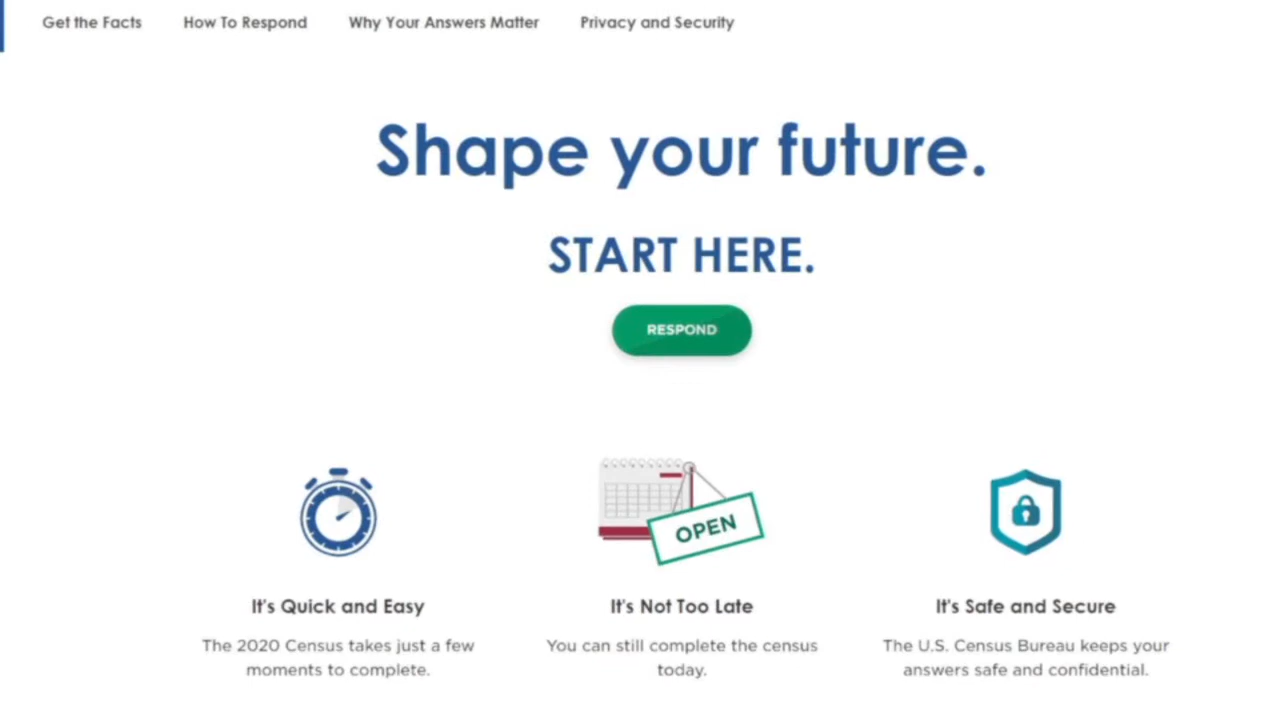 Get the Facts How To Respond Why Your Answers Matter Privacy and Security
Shape your future.
START HERE.
RESPOND
OPEN
It's Quick and Easy
The 2020 Census takes just a few
moments to complete.
It's Not Too Late
You can still complete the census
today.
It's Safe and Secure
The U.S. Census Bureau keeps your
answers safe and confidential.